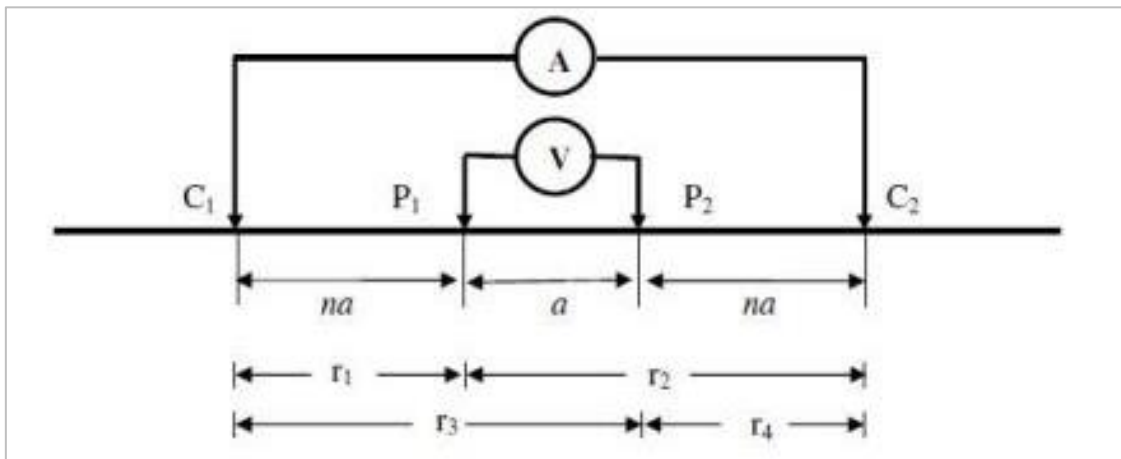 A
V
C₁ P₁ P₂ C₂
na a na
r₁ r₂
r₃ r₄